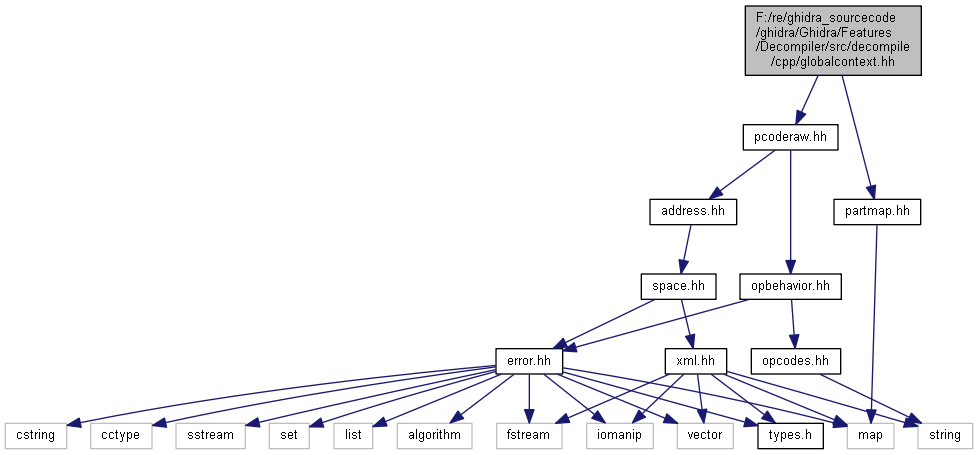 F:/re/ghidra_sourcecode
/ghidra/Ghidra/Features
/Decompiler/src/decompile
/cpp/globalcontext.hh
pcoderaw.hh
address.hh
partmap.hh
space.hh
opbehavior.hh
error.hh
xml.hh
opcodes.hh
cstring
cctype
sstream
set
list
algorithm
fstream
iomanip
vector
types.h
map
string